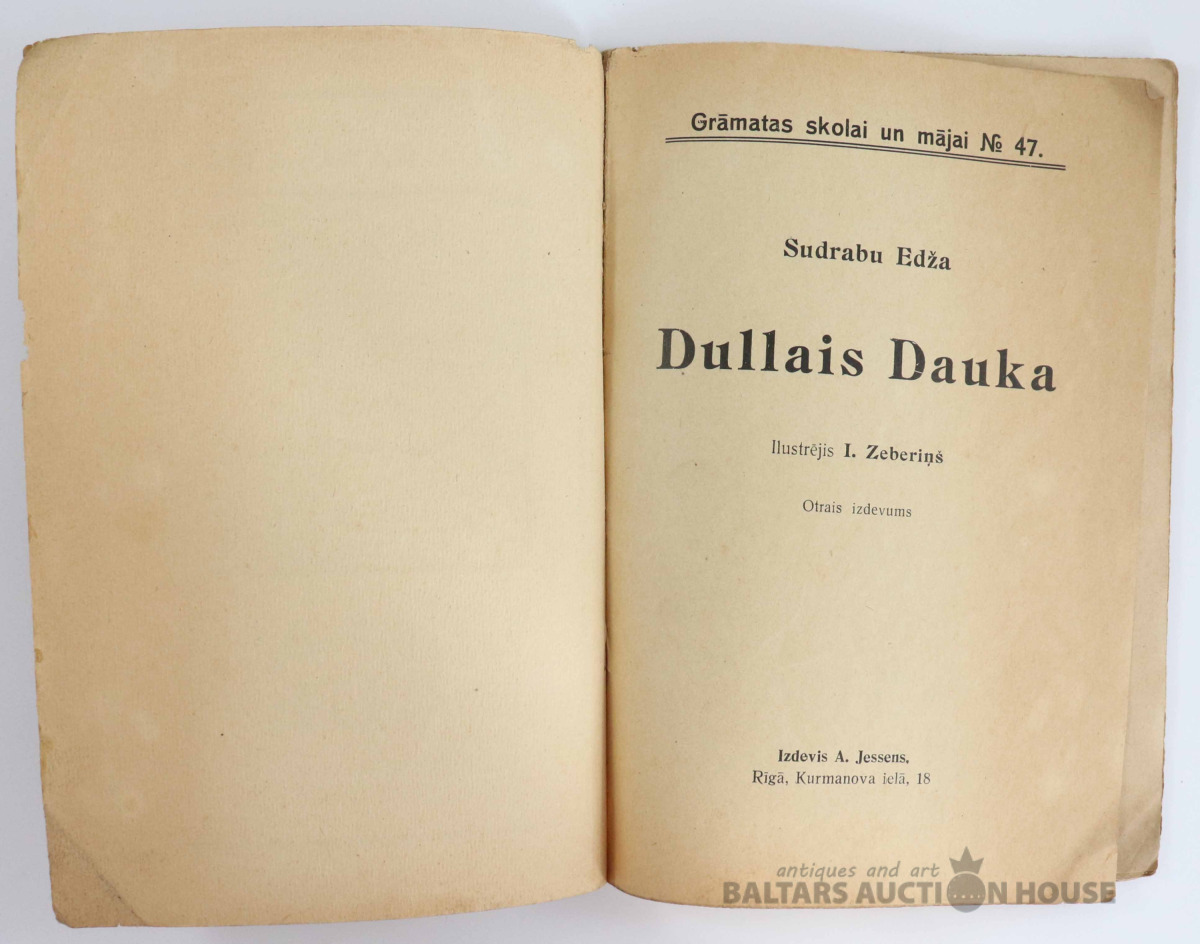 Grāmatas skolai un mājai № 47.
Sudrabu Edža
Dullais Dauka
Ilustrējis I. Zeberiņš
Otrais izdevums
Izdevis A. Jessens.
Rīgā, Kurmanova ielā, 18
antiques and art
BALTARS AUCTION HOUSE